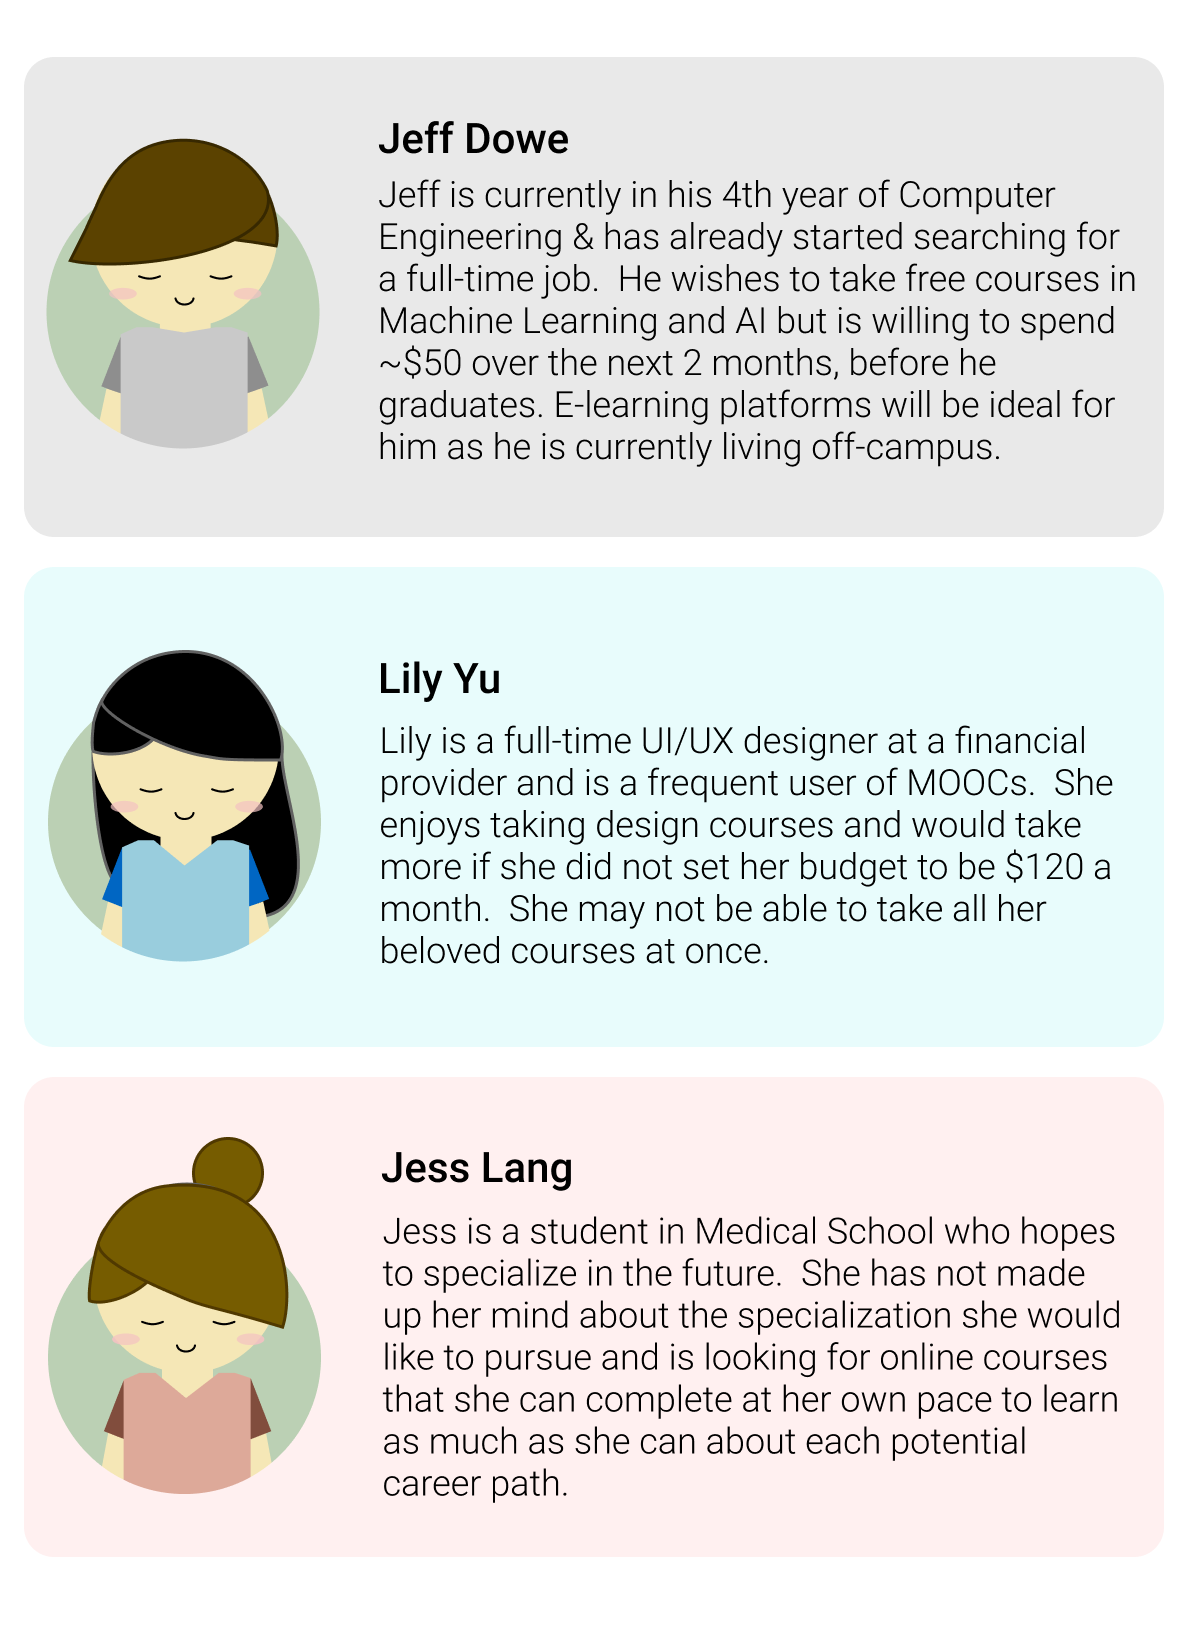 Jeff Dowe
Jeff is currently in his 4th year of Computer
Engineering & has already started searching for
a full-time job.  He wishes to take free courses in
Machine Learning and AI but is willing to spend
~$50 over the next 2 months, before he
graduates. E-learning platforms will be ideal for
him as he is currently living off-campus.
Lily Yu
Lily is a full-time UI/UX designer at a financial
provider and is a frequent user of MOOCs.  She
enjoys taking design courses and would take
more if she did not set her budget to be $120 a
month.  She may not be able to take all her
beloved courses at once.
Jess Lang
Jess is a student in Medical School who hopes
to specialize in the future.  She has not made
up her mind about the specialization she would
like to pursue and is looking for online courses
that she can complete at her own pace to learn
as much as she can about each potential
career path.